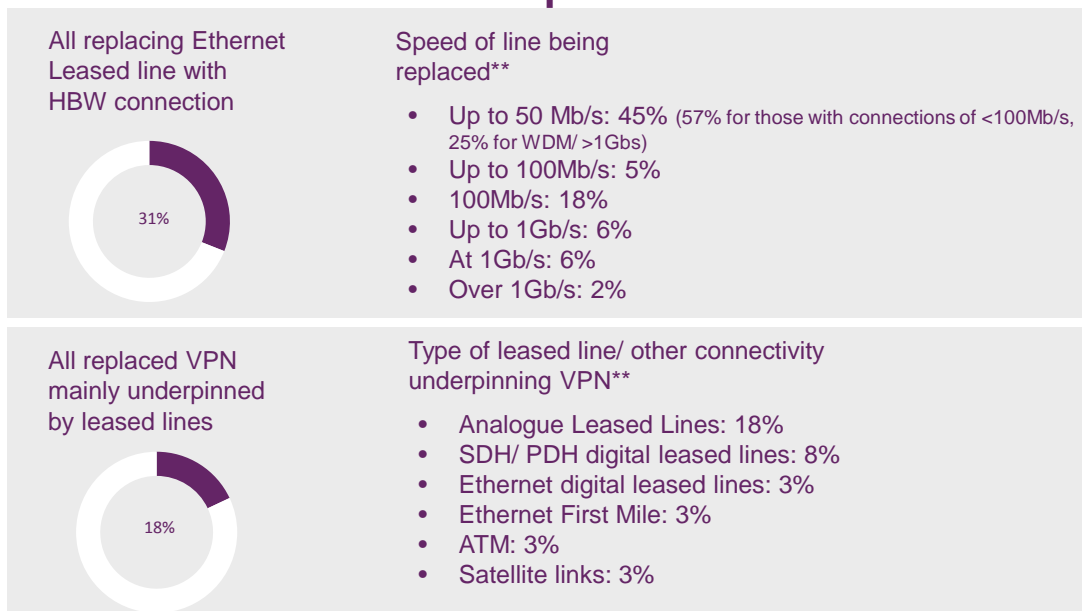 All replacing Ethernet
Leased line with
HBW connection
31%
Speed of line being
replaced**
• Up to 50 Mb/s: 45% (57% for those with connections of <100Mb/s,
25% for WDM/ >1Gbs)
• Up to 100Mb/s: 5%
• 100Mb/s: 18%
• Up to 1Gb/s: 6%
• At 1Gb/s: 6%
• Over 1Gb/s: 2%
All replaced VPN
mainly underpinned
by leased lines
18%
Type of leased line/ other connectivity
underpinning VPN**
• Analogue Leased Lines: 18%
• SDH/ PDH digital leased lines: 8%
• Ethernet digital leased lines: 3%
• Ethernet First Mile: 3%
• ATM: 3%
• Satellite links: 3%